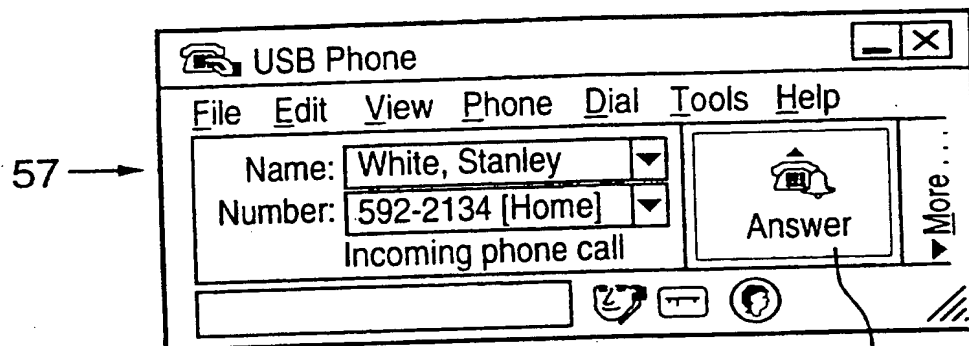 USB Phone
File Edit View Phone Dial Tools Help
57
Name: White, Stanley
Number: 592-2134 [Home]
Incoming phone call
Answer
More...